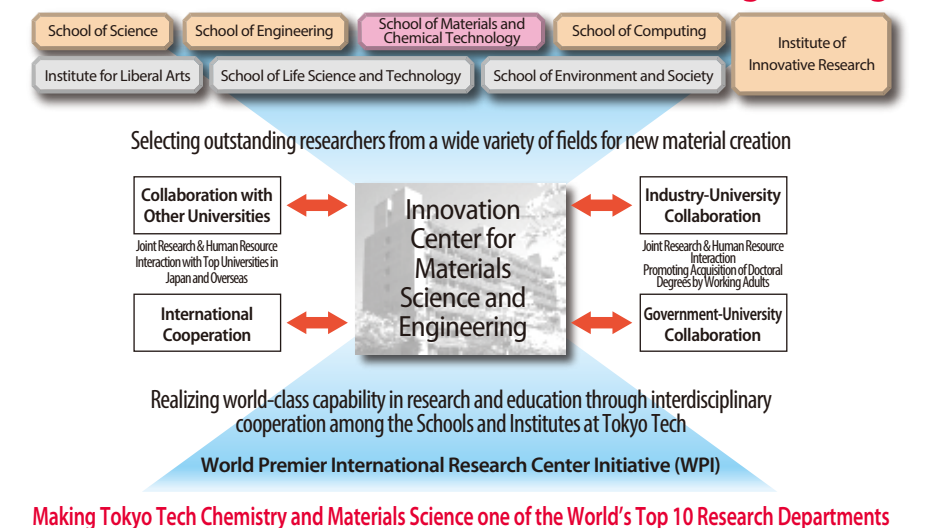 School of Science
School of Engineering
School of Materials and
Chemical Technology
School of Computing
Institute of
Innovative Research
Institute for Liberal Arts
School of Life Science and Technology
School of Environment and Society
Selecting outstanding researchers from a wide variety of fields for new material creation
Collaboration with
Other Universities
Joint Research & Human Resource
Interaction with Top Universities in
Japan and Overseas
International
Cooperation
Innovation
Center for
Materials
Science and
Engineering
Industry-University
Collaboration
Joint Research & Human Resource
Interaction
Promoting Acquisition of Doctoral
Degrees by Working Adults
Government-University
Collaboration
Realizing world-class capability in research and education through interdisciplinary
cooperation among the Schools and Institutes at Tokyo Tech
World Premier International Research Center Initiative (WPI)
Making Tokyo Tech Chemistry and Materials Science one of the World's Top 10 Research Departments